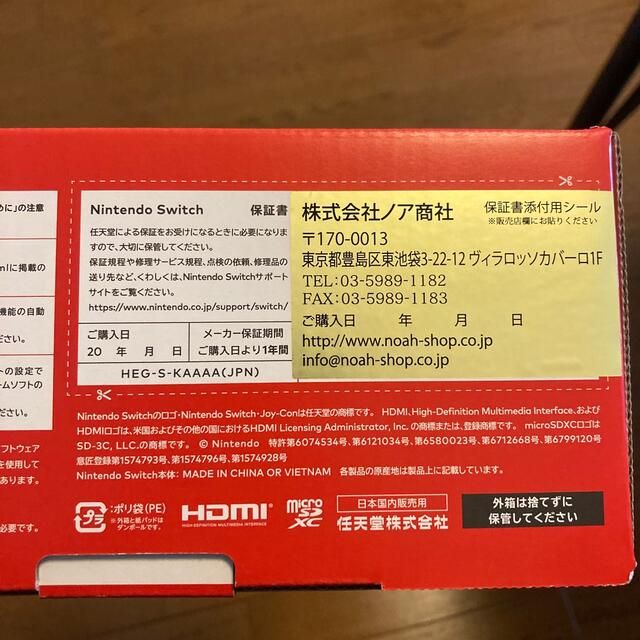 めに」の注意
mlに掲載の
機能の自動
ットの設定で
ームソフトの
ださい。
ソフトウェア
を使用して
があります。
必要です。
Nintendo Switch 保証書
任天堂による保証をお受けになるときに必要になりま
すので、大切に保管してください。
保証規程や修理サービス規程、点検の依頼、修理品の
送り先など、くわしくは、Nintendo Switchサポート
サイトをご覧ください。
https://www.nintendo.co.jp/support/switch/
ご購入日
20 年 月 日
メーカー保証期間
ご購入日より1年間
HEG-S-KAAAA(JPN)
株式会社ノア商社
保証書添付用シール
※販売店欄にお貼りください
〒170-0013
東京都豊島区東池袋3-22-12 ヴィラロッソカバーロ1F
TEL:03-5989-1182
FAX:03-5989-1183
ご購入日 年 月 日
http://www.noah-shop.co.jp
info@noah-shop.co.jp
Nintendo Switchのロゴ・Nintendo Switch・Joy-Conは任天堂の商標です。 HDMI、High-Definition Multimedia Interface、および
HDMIロゴは、米国およびその他の国におけるHDMI Licensing Administrator, Inc. の商標または、登録商標です。 microSDXCロゴは
SD-3C, LLC.の商標です。 © Nintendo 特許第6074534号、第6121034号、第6580023号、第6712668号、第6799120号
意匠登録第1574793号、第1574796号、第1574928号
Nintendo Switch本体: MADE IN CHINA OR VIETNAM 各製品の原産地は製品上に記載しています。
プラ
:ポリ袋(PE)
※外箱と紙パッドは
ダンボールです。
HDMI
HIGH-DEFINITION MULTIMEDIA INTERFACE
micro
SD
XC
日本国内販売用
任天堂株式会社
外箱は捨てずに
保管してください